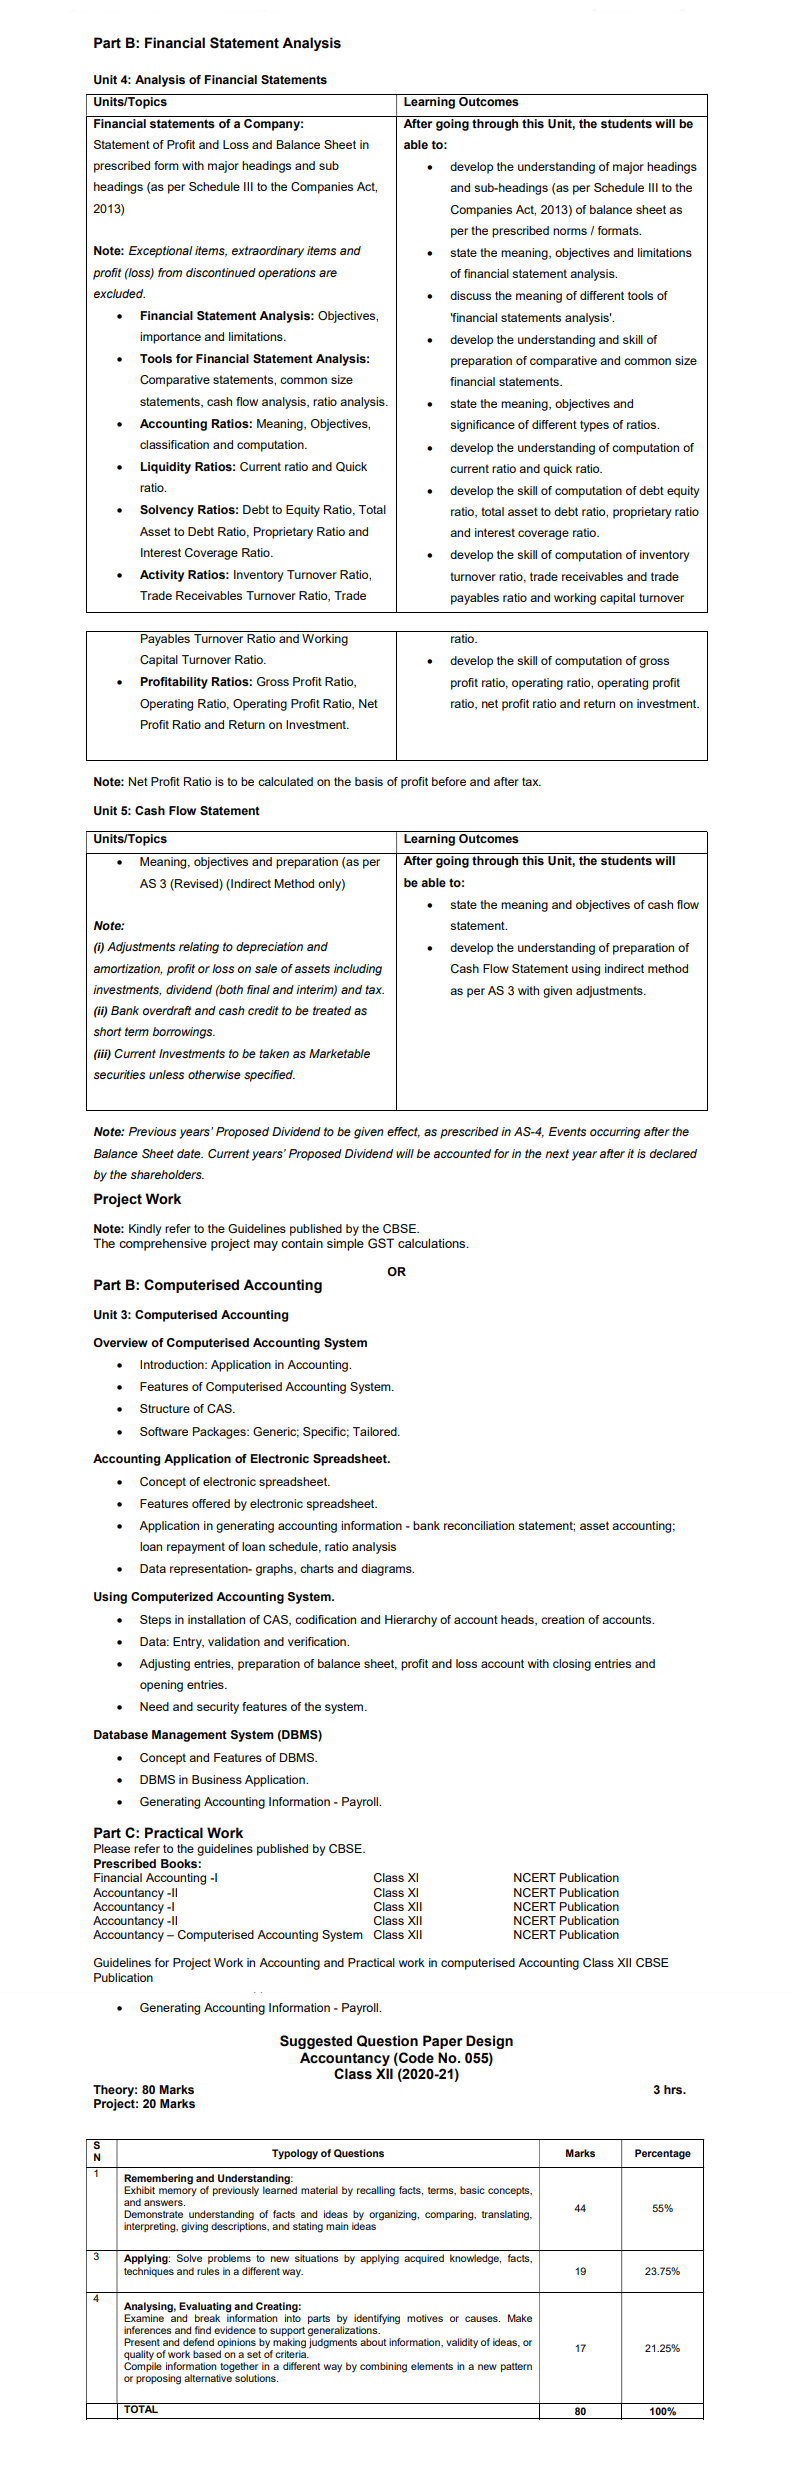 Part B: Financial Statement Analysis
Unit 4: Analysis of Financial Statements
Units/Topics
Financial statements of a Company:
Statement of Profit and Loss and Balance Sheet in
prescribed form with major headings and sub
headings (as per Schedule III to the Companies Act,
2013)
Note: Exceptional items, extraordinary items and
profit (loss) from discontinued operations are
excluded.
• Financial Statement Analysis: Objectives,
importance and limitations.
• Tools for Financial Statement Analysis:
Comparative statements, common size
statements, cash flow analysis, ratio analysis.
• Accounting Ratios: Meaning, Objectives,
classification and computation.
• Liquidity Ratios: Current ratio and Quick
ratio.
• Solvency Ratios: Debt to Equity Ratio, Total
Asset to Debt Ratio, Proprietary Ratio and
Interest Coverage Ratio.
• Activity Ratios: Inventory Turnover Ratio,
Trade Receivables Turnover Ratio, Trade
Learning Outcomes
After going through this Unit, the students will be
able to:
• develop the understanding of major headings
and sub-headings (as per Schedule III to the
Companies Act, 2013) of balance sheet as
per the prescribed norms / formats.
• state the meaning, objectives and limitations
of financial statement analysis.
• discuss the meaning of different tools of
'financial statements analysis'.
• develop the understanding and skill of
preparation of comparative and common size
financial statements.
• state the meaning, objectives and
significance of different types of ratios.
• develop the understanding of computation of
current ratio and quick ratio.
• develop the skill of computation of debt equity
ratio, total asset to debt ratio, proprietary ratio
and interest coverage ratio.
• develop the skill of computation of inventory
turnover ratio, trade receivables and trade
payables ratio and working capital turnover
Payables Turnover Ratio and Working
Capital Turnover Ratio.
• Profitability Ratios: Gross Profit Ratio,
Operating Ratio, Operating Profit Ratio, Net
Profit Ratio and Return on Investment.
ratio.
• develop the skill of computation of gross
profit ratio, operating ratio, operating profit
ratio, net profit ratio and return on investment.
Note: Net Profit Ratio is to be calculated on the basis of profit before and after tax.
Unit 5: Cash Flow Statement
Units/Topics
• Meaning, objectives and preparation (as per
AS 3 (Revised) (Indirect Method only)
Note:
(i) Adjustments relating to depreciation and
amortization, profit or loss on sale of assets including
investments, dividend (both final and interim) and tax.
(ii) Bank overdraft and cash credit to be treated as
short term borrowings.
(iii) Current Investments to be taken as Marketable
securities unless otherwise specified.
Learning Outcomes
After going through this Unit, the students will
be able to:
• state the meaning and objectives of cash flow
statement.
• develop the understanding of preparation of
Cash Flow Statement using indirect method
as per AS 3 with given adjustments.
Note: Previous years' Proposed Dividend to be given effect, as prescribed in AS-4, Events occurring after the
Balance Sheet date. Current years' Proposed Dividend will be accounted for in the next year after it is declared
by the shareholders.
Project Work
Note: Kindly refer to the Guidelines published by the CBSE.
The comprehensive project may contain simple GST calculations.
OR
Part B: Computerised Accounting
Unit 3: Computerised Accounting
Overview of Computerised Accounting System
• Introduction: Application in Accounting.
• Features of Computerised Accounting System.
• Structure of CAS.
• Software Packages: Generic; Specific; Tailored.
Accounting Application of Electronic Spreadsheet.
• Concept of electronic spreadsheet.
• Features offered by electronic spreadsheet.
• Application in generating accounting information - bank reconciliation statement; asset accounting;
loan repayment of loan schedule, ratio analysis
• Data representation- graphs, charts and diagrams.
Using Computerized Accounting System.
• Steps in installation of CAS, codification and Hierarchy of account heads, creation of accounts.
• Data: Entry, validation and verification.
• Adjusting entries, preparation of balance sheet, profit and loss account with closing entries and
opening entries.
• Need and security features of the system.
Database Management System (DBMS)
• Concept and Features of DBMS.
• DBMS in Business Application.
• Generating Accounting Information - Payroll.
Part C: Practical Work
Please refer to the guidelines published by CBSE.
Prescribed Books:
Financial Accounting -I Class XI NCERT Publication
Accountancy -II Class XI NCERT Publication
Accountancy -I Class XII NCERT Publication
Accountancy -II Class XII NCERT Publication
Accountancy – Computerised Accounting System Class XII NCERT Publication
Guidelines for Project Work in Accounting and Practical work in computerised Accounting Class XII CBSE
Publication
• Generating Accounting Information - Payroll.
Suggested Question Paper Design
Accountancy (Code No. 055)
Class XII (2020-21)
Theory: 80 Marks 3 hrs.
Project: 20 Marks
S
N Typology of Questions Marks Percentage
1 Remembering and Understanding:
Exhibit memory of previously learned material by recalling facts, terms, basic concepts,
and answers.
Demonstrate understanding of facts and ideas by organizing, comparing, translating,
interpreting, giving descriptions, and stating main ideas
44 55%
3 Applying: Solve problems to new situations by applying acquired knowledge, facts,
techniques and rules in a different way.
19 23.75%
4 Analysing, Evaluating and Creating:
Examine and break information into parts by identifying motives or causes. Make
inferences and find evidence to support generalizations.
Present and defend opinions by making judgments about information, validity of ideas, or
quality of work based on a set of criteria.
Compile information together in a different way by combining elements in a new pattern
or proposing alternative solutions.
17 21.25%
TOTAL 80 100%